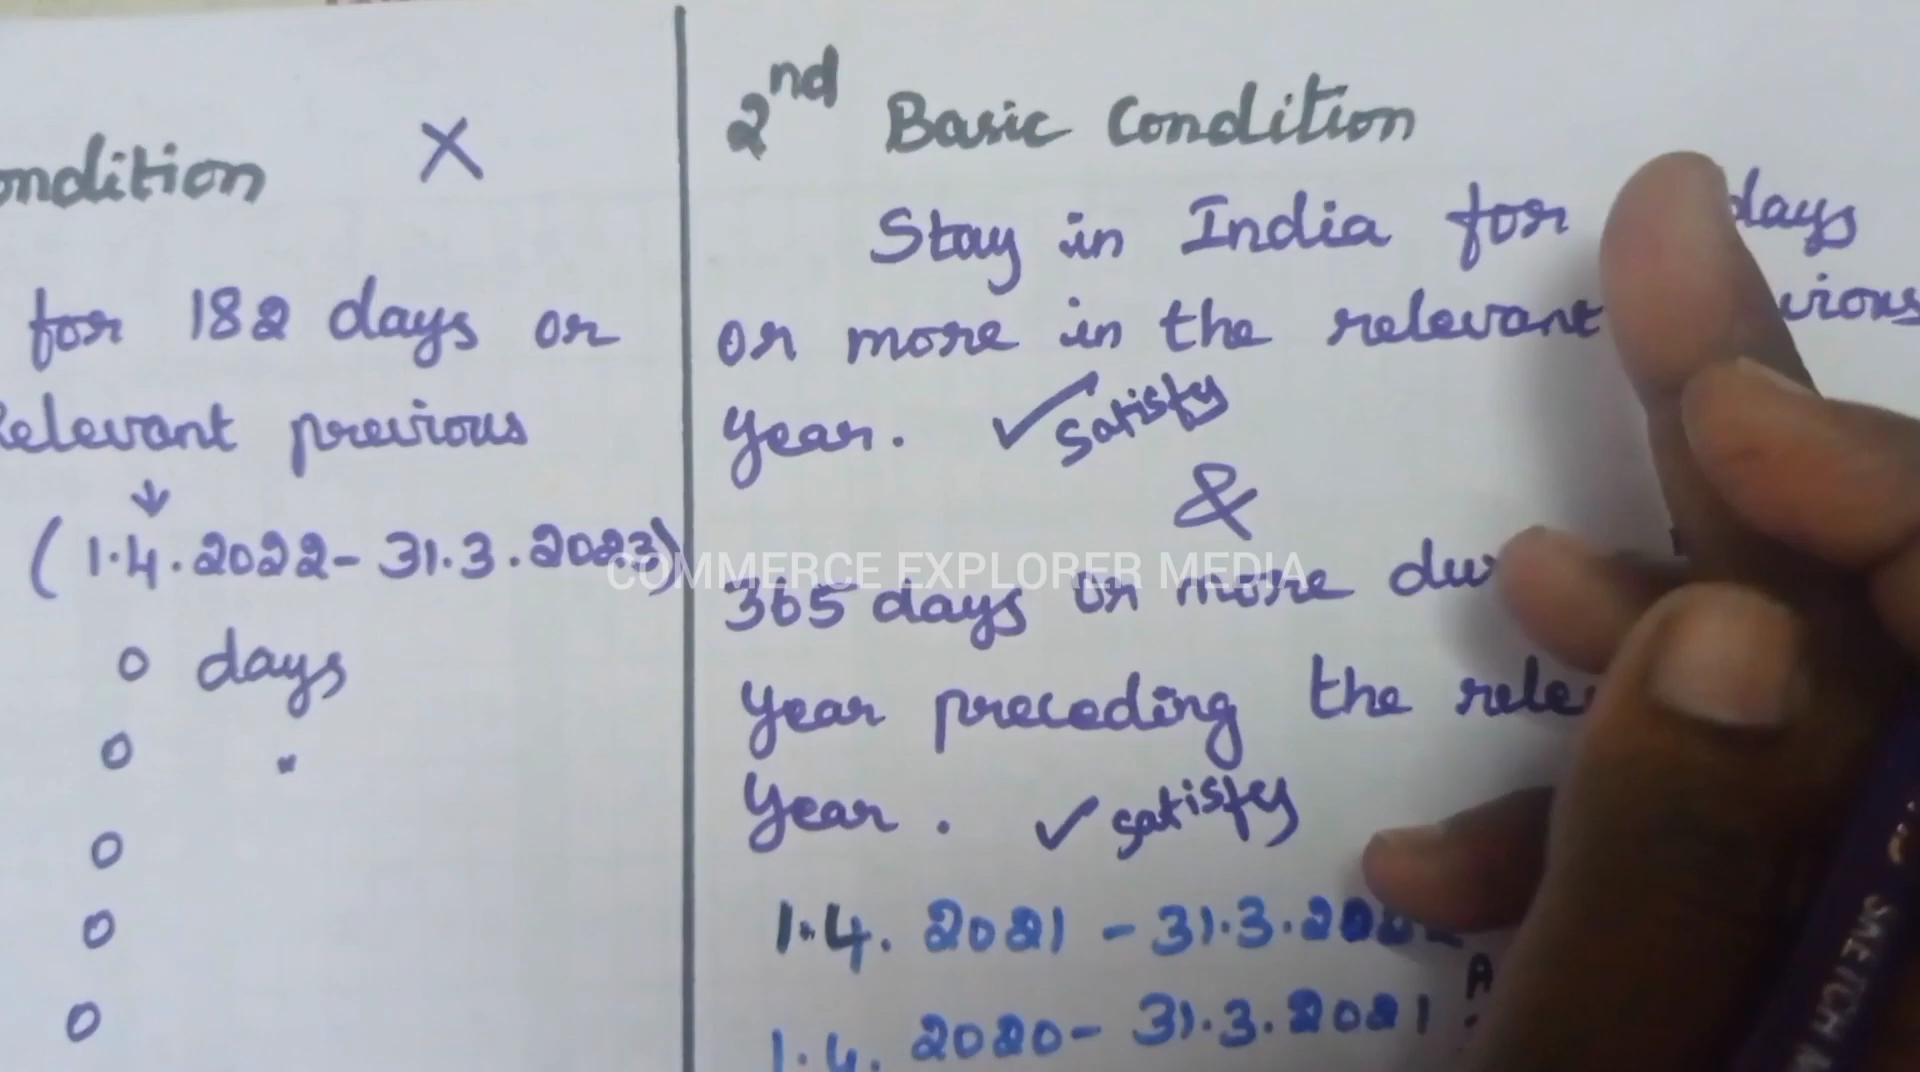 ondition X
for 182 days or
Relevant previous
↓
(1.4.2022- 31.3.2023)
0 days
0 "
0
0
0
2nd Basic Condition
Stay in India for days
or more in the relevant
Year. ✓ Satisfy
&
365 days or more du
Year preceding the rele
Year. ✓ satisfy
1.4. 2021 - 31.3.202
1.4. 2020- 31.3.2021
A
COMMERCE EXPLORER MEDIA
SKETCH